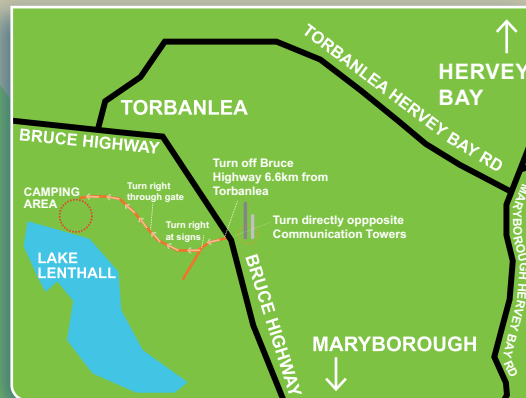 TORBANLEA HERVEY BAY RD
HERVEY
BAY
TORBANLEA
BRUCE HIGHWAY
Turn off Bruce
Highway 6.6km from
Torbanlea
CAMPING
AREA
Turn right
through gate
Turn right
at signs
Turn directly oppposite
Communication Towers
LAKE
LENTHALL
BRUCE HIGHWAY
MARYBOROUGH
MARYBOROUGH HERVEY BAY RD